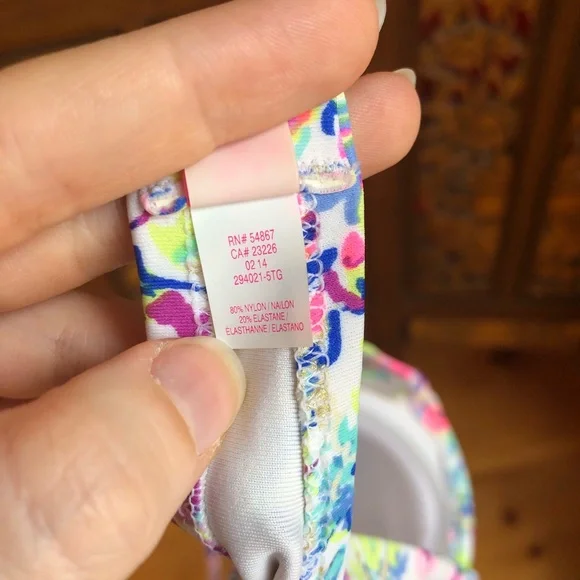 RN# 54867
CA# 23226
02 14
294021-5TG
80% NYLON / NAILON
20% ELASTANE /
ELASTHANNE / ELASTANO